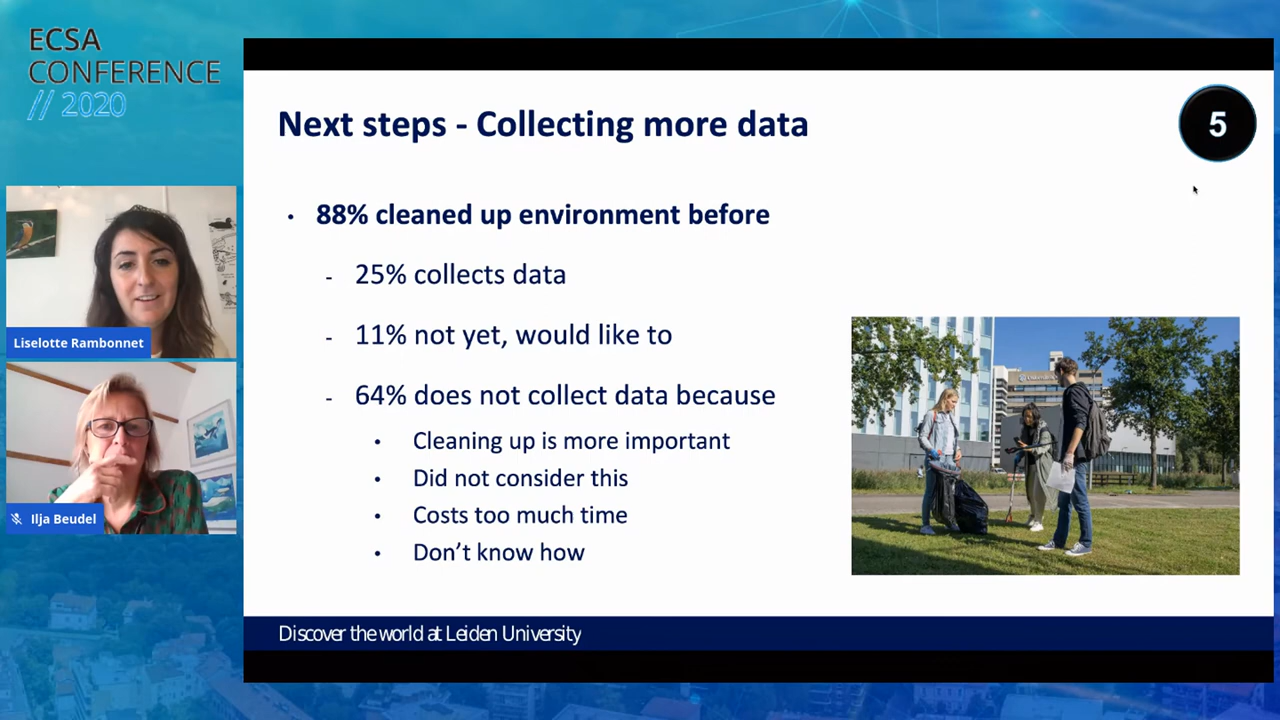 ECSA
CONFERENCE
// 2020
Liselotte Rambonnet
Ilja Beudel
Next steps - Collecting more data
5
• 88% cleaned up environment before
- 25% collects data
- 11% not yet, would like to
- 64% does not collect data because
• Cleaning up is more important
• Did not consider this
• Costs too much time
• Don’t know how
Discover the world at Leiden University